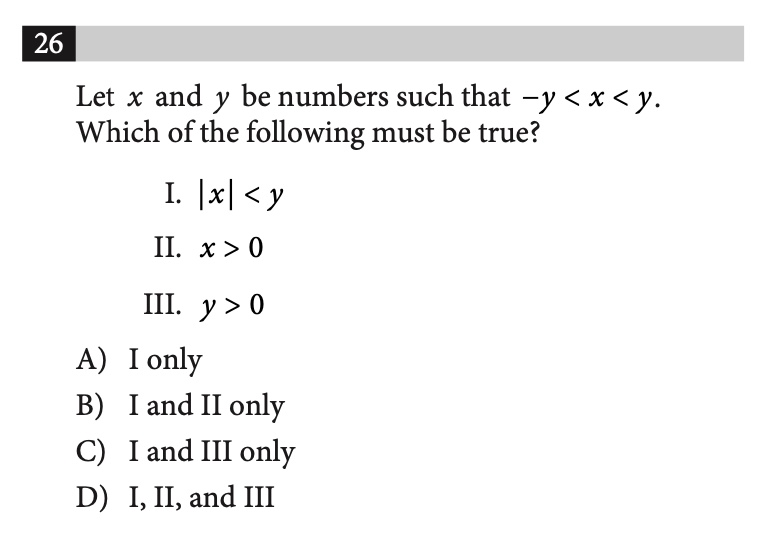 26
Let x and y be numbers such that −y < x < y.
Which of the following must be true?
I. |x| < y
II. x > 0
III. y > 0
A) I only
B) I and II only
C) I and III only
D) I, II, and III